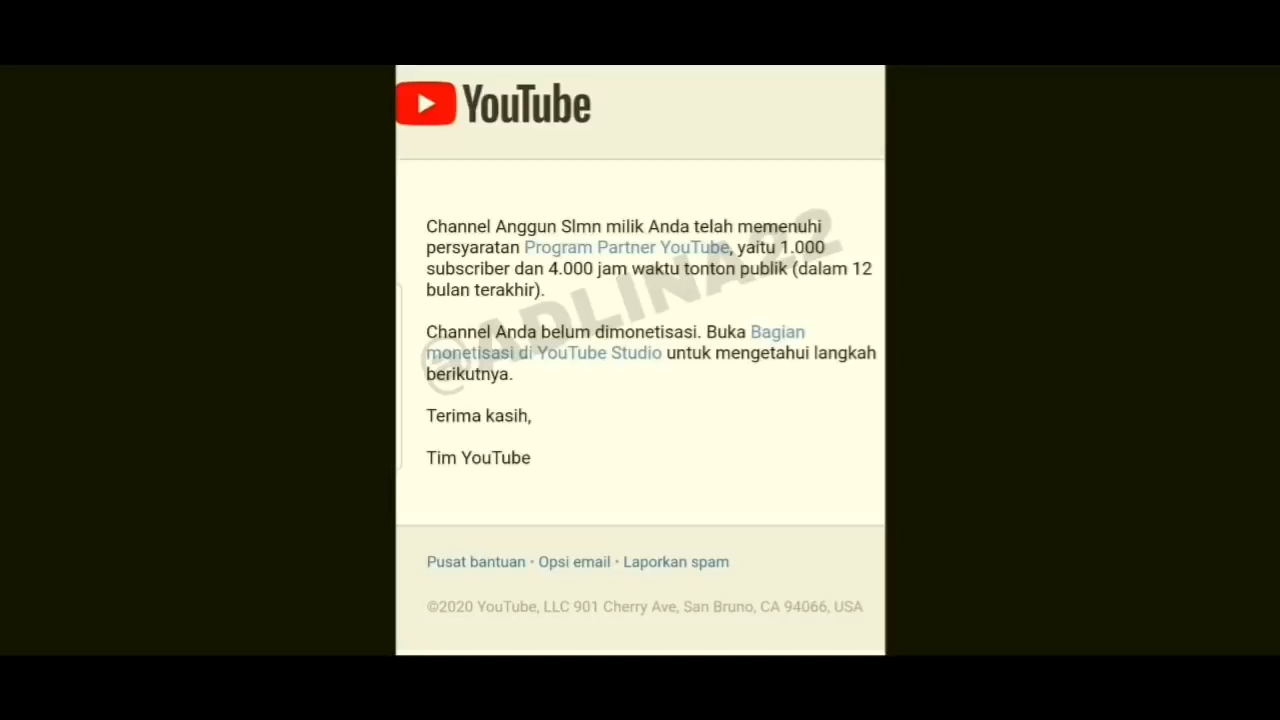 YouTube
Channel Anggun Slmn milik Anda telah memenuhi
persyaratan Program Partner YouTube, yaitu 1.000
subscriber dan 4.000 jam waktu tonton publik (dalam 12
bulan terakhir).
Channel Anda belum dimonetisasi. Buka Bagian
monetisasi di YouTube Studio untuk mengetahui langkah
berikutnya.
Terima kasih,
Tim YouTube
@ADLINA22
Pusat bantuan · Opsi email · Laporkan spam
©2020 YouTube, LLC 901 Cherry Ave, San Bruno, CA 94066, USA